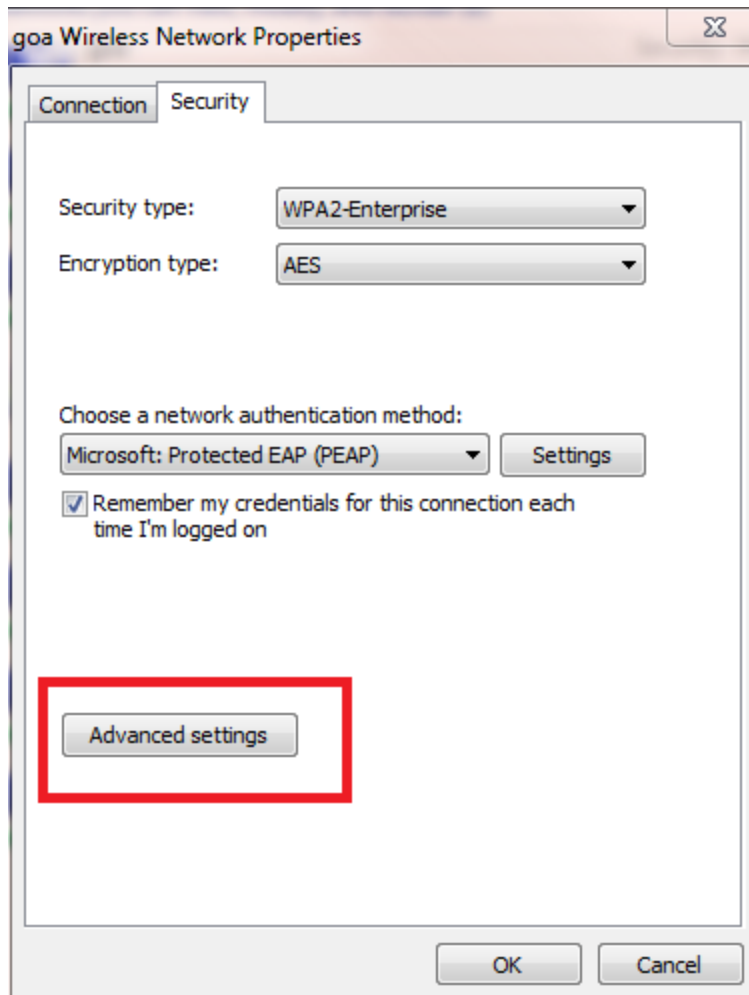 goa Wireless Network Properties
Connection
Security
Security type:
WPA2-Enterprise
Encryption type:
AES
Choose a network authentication method:
Microsoft: Protected EAP (PEAP)
Settings
Remember my credentials for this connection each
time I'm logged on
Advanced settings
OK
Cancel